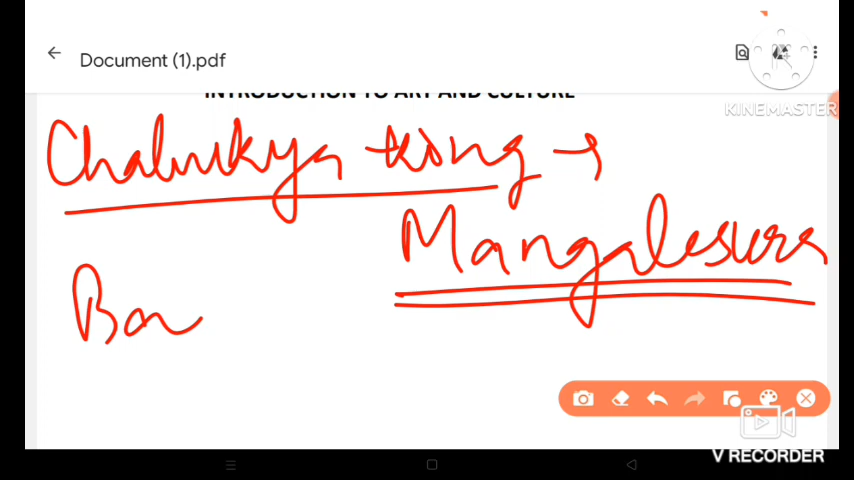 Document (1).pdf
KINEMASTER
INTRODUCTION TO ART AND CULTURE
Chalukya king →
Mangalesura
Ba
V RECORDER